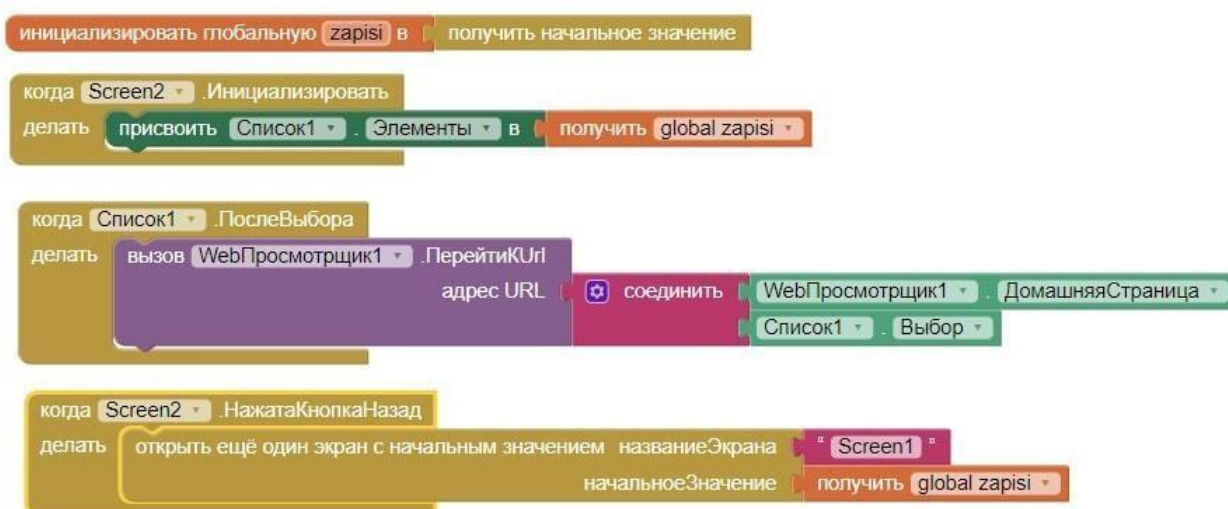 инициализировать глобальную zapisi в получить начальное значение
когда Screen2 .Инициализировать
делать присвоить Список1 . Элементы в получить global zapisi
когда Список1 .ПослеВыбора
делать вызов WebПросмотрщик1 .ПерейтиКUrl
адрес URL соединить WebПросмотрщик1 . ДомашняяСтраница
Список1 . Выбор
когда Screen2 .НажатаКнопкаНазад
делать открыть ещё один экран с начальным значением названиеЭкрана " Screen1 "
начальноеЗначение получить global zapisi